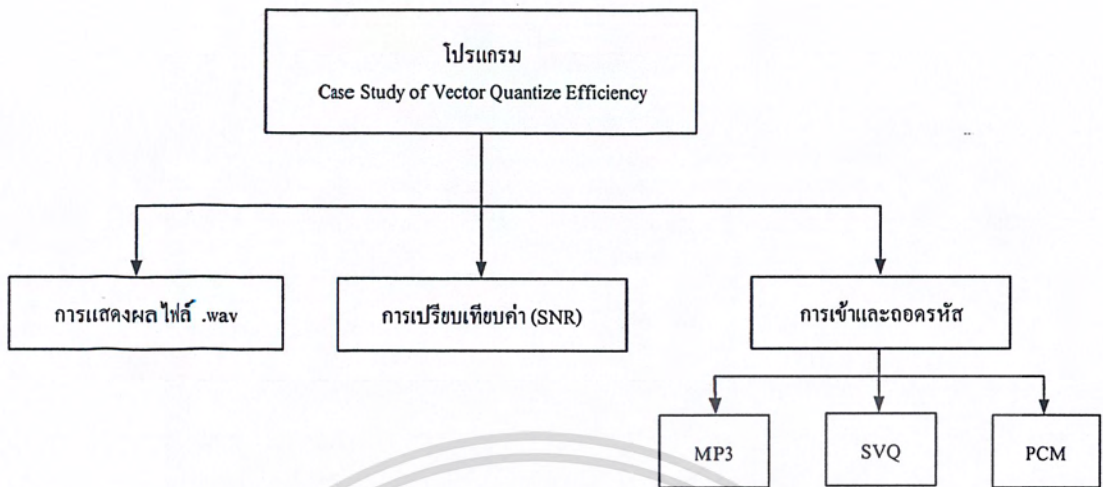 โปรแกรม
Case Study of Vector Quantize Efficiency
การแสดงผลไฟล์ .wav
การเปรียบเทียบค่า (SNR)
การเข้าและถอดรหัส
MP3
SVQ
PCM